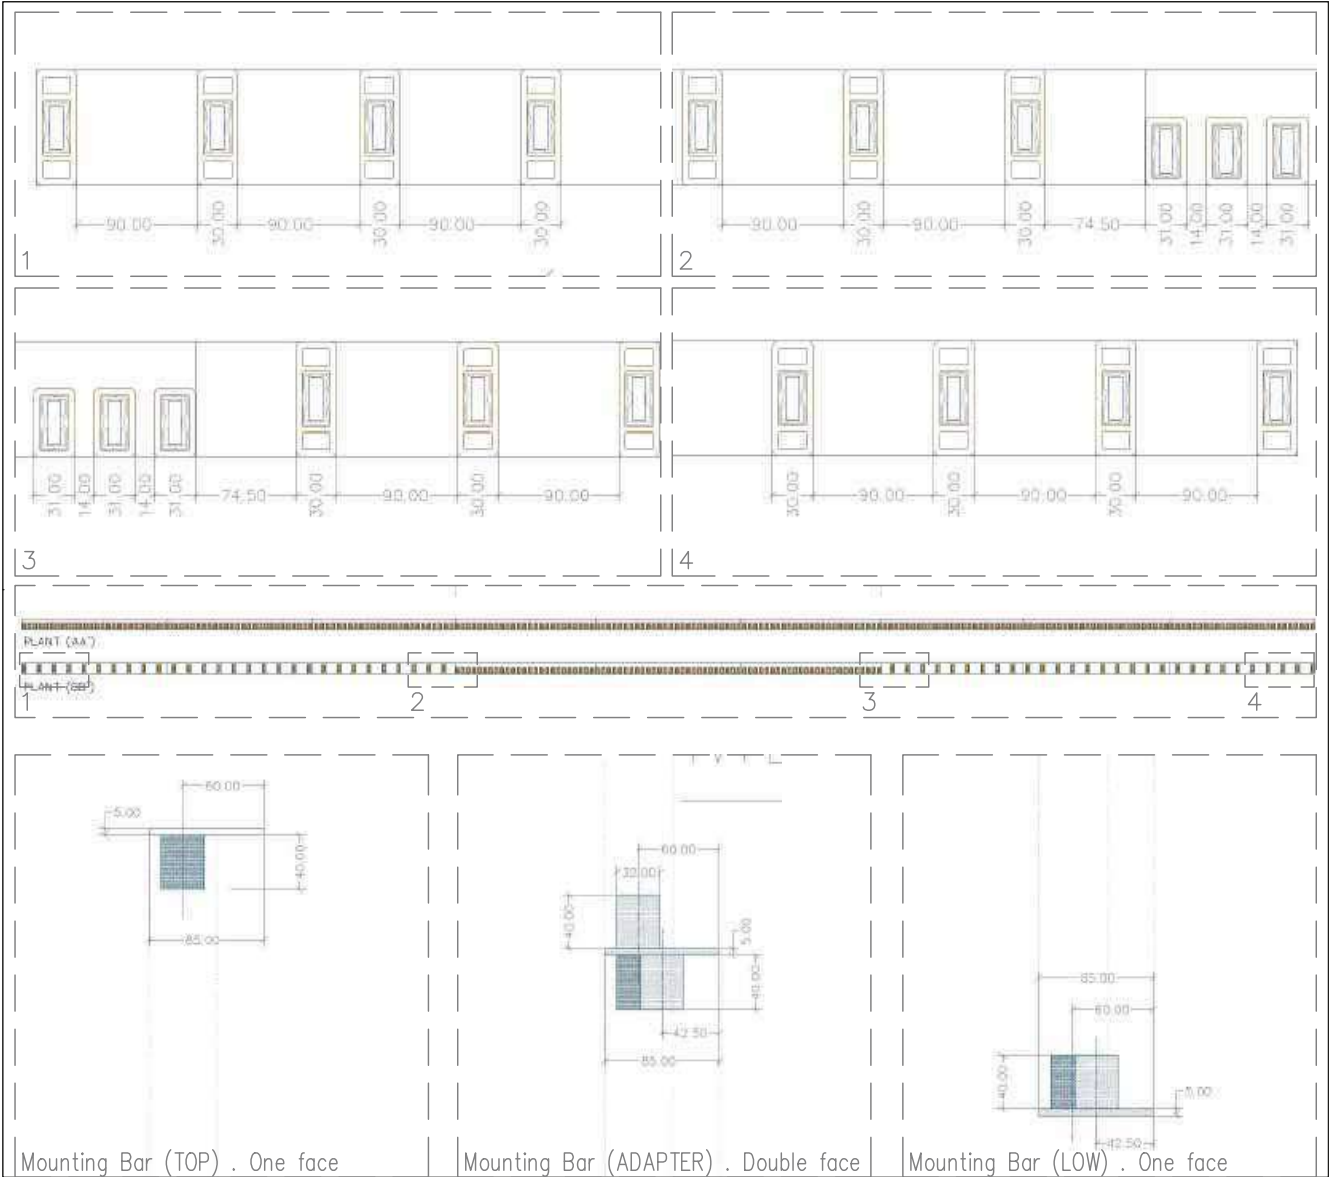 90.00 30.00 90.00 30.00 90.00 30.00
1
90.00 30.00 90.00 30.00 74.50 31.00 14.00 31.00 14.00 31.00
2
31.00 14.00 31.00 14.00 31.00 74.50 30.00 90.00 30.00 90.00
3
30.00 90.00 30.00 90.00 30.00 90.00
4
PLANT (AA')
PLANT (BB')
1 2 3 4
60.00
5.00
40.00
85.00
Mounting Bar (TOP) . One face
60.00
32.00
40.00
5.00
40.00
42.50
85.00
Mounting Bar (ADAPTER) . Double face
85.00
60.00
40.00
5.00
42.50
Mounting Bar (LOW) . One face